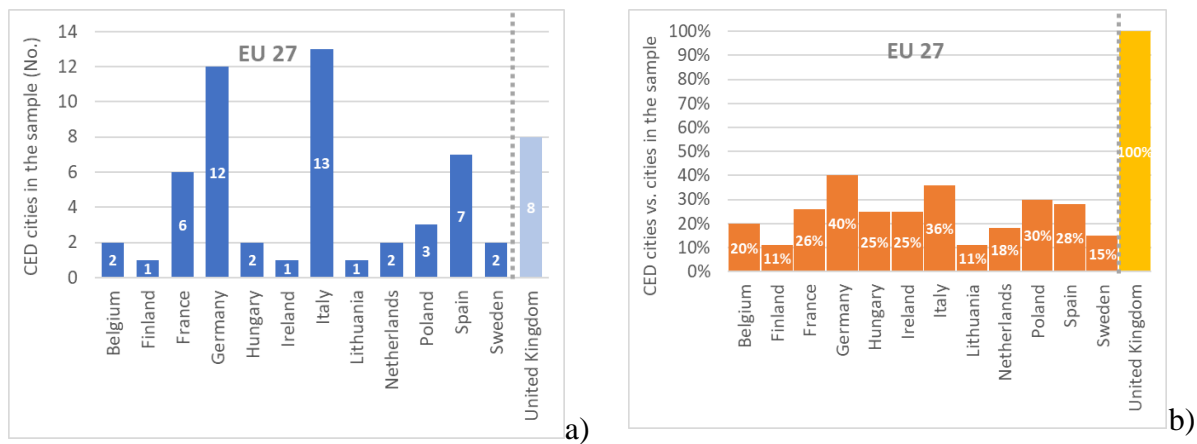 CED cities in the sample (No.)
14
12
10
8
6
4
2
0
EU 27
2
1
6
12
2
1
13
1
2
3
7
2
8
Belgium
Finland
France
Germany
Hungary
Ireland
Italy
Lithuania
Netherlands
Poland
Spain
Sweden
United Kingdom
a)
CED cities vs. cities in the sample
100%
90%
80%
70%
60%
50%
40%
30%
20%
10%
0%
EU 27
20%
11%
26%
40%
25%
25%
36%
11%
18%
30%
28%
15%
100%
Belgium
Finland
France
Germany
Hungary
Ireland
Italy
Lithuania
Netherlands
Poland
Spain
Sweden
United Kingdom
b)